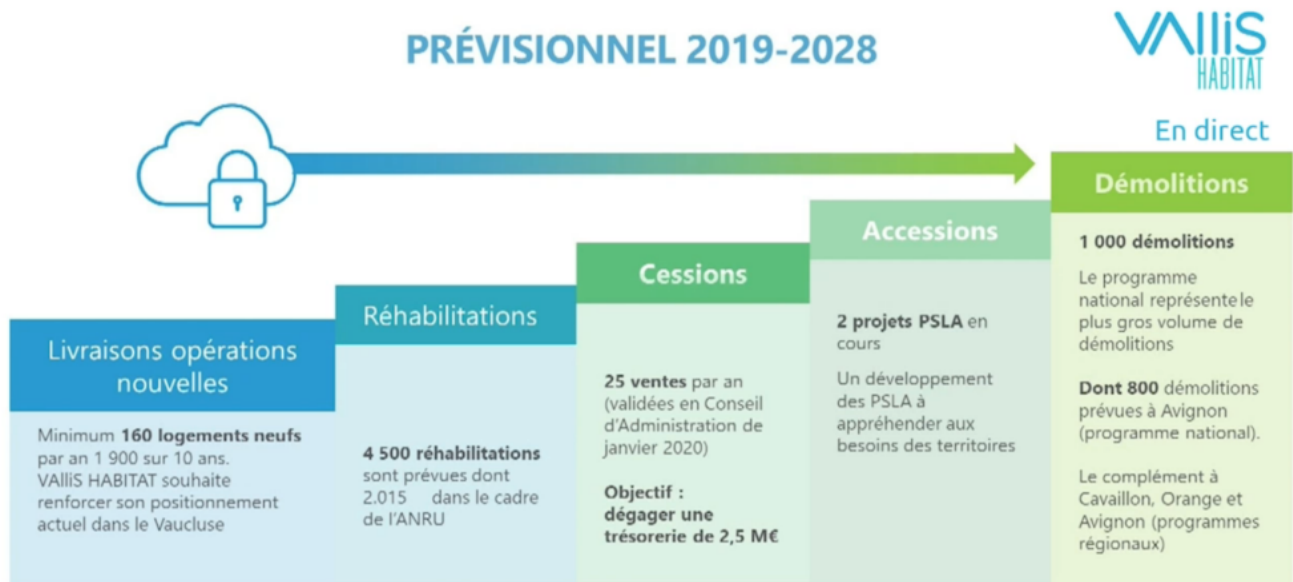 PRÉVISIONNEL 2019-2028
VAlliS
HABITAT
En direct
Livraisons opérations
nouvelles
Minimum 160 logements neufs
par an 1 900 sur 10 ans.
VAlliS HABITAT souhaite
renforcer son positionnement
actuel dans le Vaucluse
Réhabilitations
4 500 réhabilitations
sont prévues dont
2.015 dans le cadre
de l'ANRU
Cessions
25 ventes par an
(validées en Conseil
d'Administration de
janvier 2020)
Objectif :
dégager une
trésorerie de 2,5 M€
Accessions
2 projets PSLA en
cours
Un développement
des PSLA à
appréhender aux
besoins des territoires
Démolitions
1 000 démolitions
Le programme
national représente le
plus gros volume de
démolitions
Dont 800 démolitions
prévues à Avignon
(programme national).
Le complément à
Cavaillon, Orange et
Avignon (programmes
régionaux)